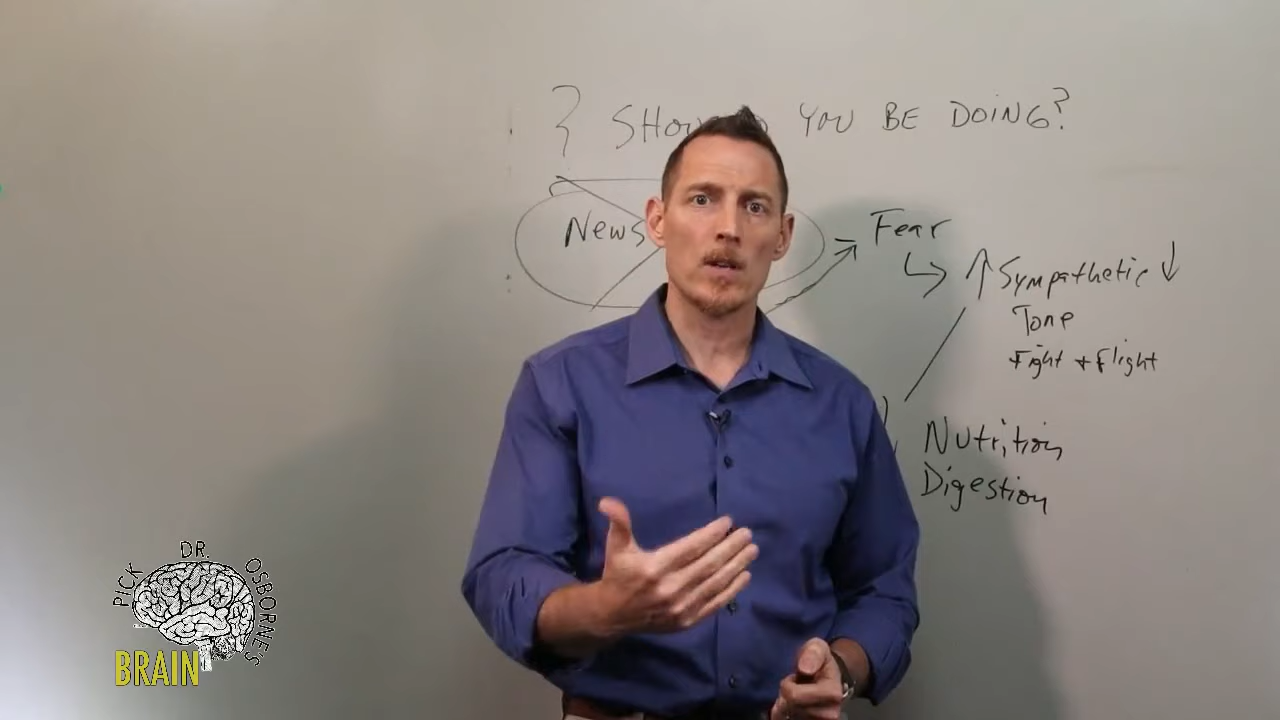 SHOU YOU BE DOING?
News
Fear
↑ Sympathetic ↓
Tone
Fight + Flight
Nutrition
Digestion
PICK DR. OSBORNE'S
BRAIN